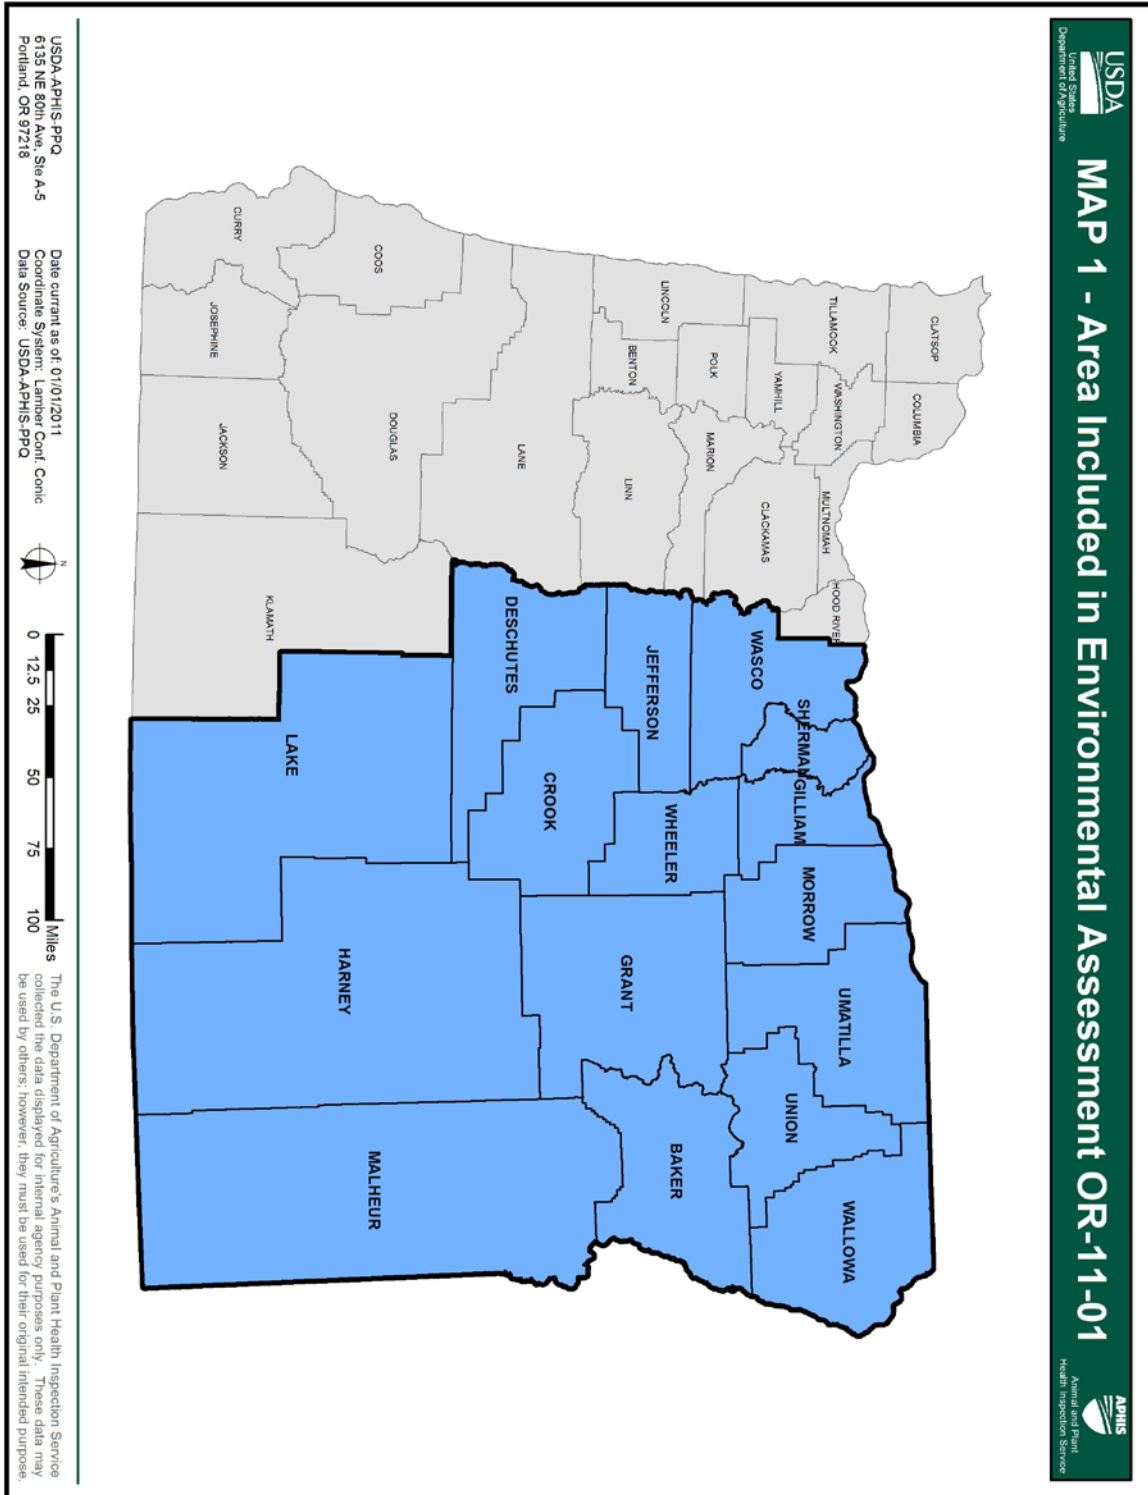 USDA
United States
Department of Agriculture
MAP 1 - Area Included in Environmental Assessment OR-11-01
APHIS
Animal and Plant
Health Inspection Service
CLATSOP
COLUMBIA
TILLAMOOK
WASHINGTON
MULTNOMAH
HOOD RIVER
YAMHILL
CLACKAMAS
POLK
MARION
LINCOLN
BENTON
LINN
LANE
COOS
DOUGLAS
CURRY
JOSEPHINE
JACKSON
KLAMATH
WASCO
SHERMAN
GILLIAM
MORROW
UMATILLA
UNION
WALLOWA
JEFFERSON
WHEELER
GRANT
BAKER
DESCHUTES
CROOK
LAKE
HARNEY
MALHEUR
USDA-APHIS-PPQ
6135 NE 80th Ave, Ste A-5
Portland, OR 97218
Date currant as of: 01/01/2011
Coordinate System: Lamber Conf. Conic
Data Source: USDA-APHIS-PPQ
N
0 12.5 25 50 75 100
Miles
The U.S. Department of Agriculture's Animal and Plant Health Inspection Service
collected the data displayed for internal agency purposes only. These data may
be used by others; however, they must be used for their original intended purpose.